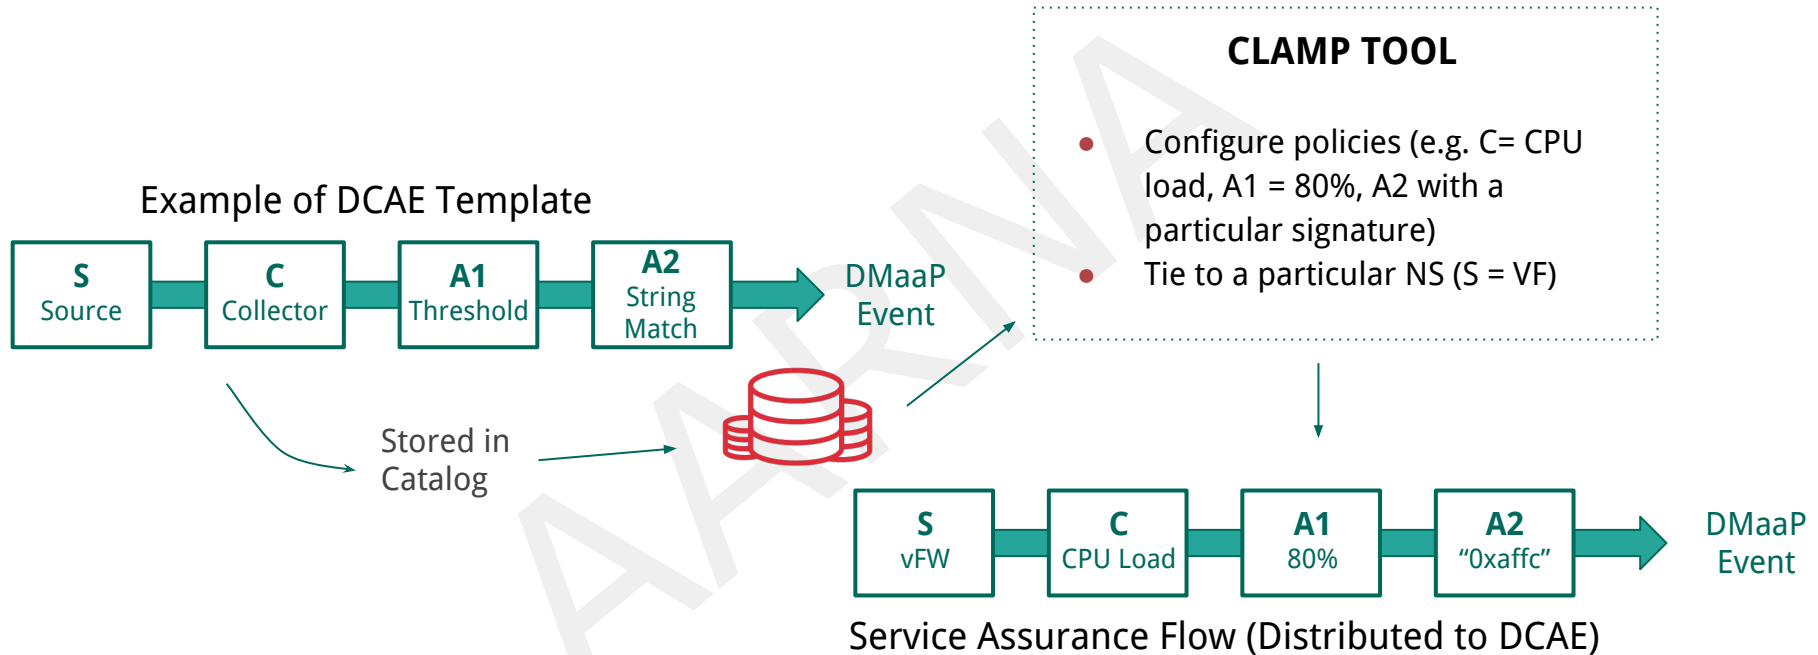 Example of DCAE Template
S
Source
C
Collector
A1
Threshold
A2
String
Match
DMaaP
Event
Stored in
Catalog
CLAMP TOOL
● Configure policies (e.g. C= CPU
load, A1 = 80%, A2 with a
particular signature)
● Tie to a particular NS (S = VF)
S
vFW
C
CPU Load
A1
80%
A2
“0xaffc”
DMaaP
Event
Service Assurance Flow (Distributed to DCAE)
AARNA